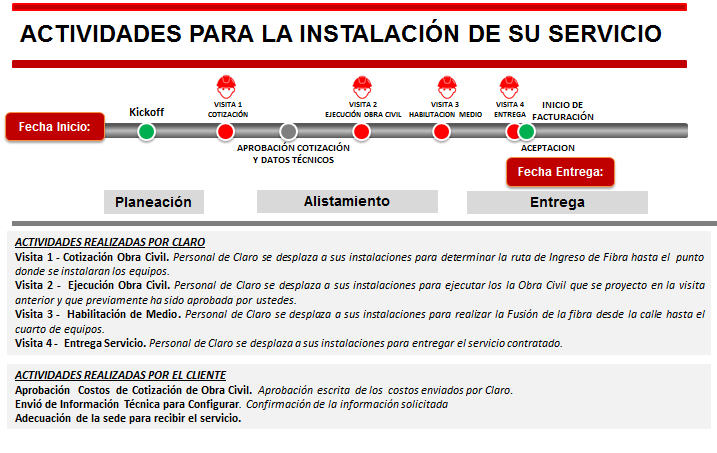 ACTIVIDADES PARA LA INSTALACIÓN DE SU SERVICIO
Fecha Inicio:
Kickoff
VISITA 1
COTIZACIÓN
APROBACIÓN COTIZACIÓN
Y DATOS TÉCNICOS
VISITA 2
EJECUCIÓN OBRA CIVIL
VISITA 3
HABILITACION MEDIO
VISITA 4
ENTREGA
INICIO DE
FACTURACIÓN
ACEPTACION
Fecha Entrega:
Planeación
Alistamiento
Entrega
ACTIVIDADES REALIZADAS POR CLARO
Visita 1 - Cotización Obra Civil. Personal de Claro se desplaza a sus instalaciones para determinar la ruta de Ingreso de Fibra hasta el punto
donde se instalaran los equipos.
Visita 2 - Ejecución Obra Civil. Personal de Claro se desplaza a sus instalaciones para ejecutar los la Obra Civil que se proyecto en la visita
anterior y que previamente ha sido aprobada por ustedes.
Visita 3 - Habilitación de Medio. Personal de Claro se desplaza a sus instalaciones para realizar la Fusión de la fibra desde la calle hasta el
cuarto de equipos.
Visita 4 - Entrega Servicio. Personal de Claro se desplaza a sus instalaciones para entregar el servicio contratado.
ACTIVIDADES REALIZADAS POR EL CLIENTE
Aprobación Costos de Cotización de Obra Civil. Aprobación escrita de los costos enviados por Claro.
Envió de Información Técnica para Configurar. Confirmación de la información solicitada
Adecuación de la sede para recibir el servicio.